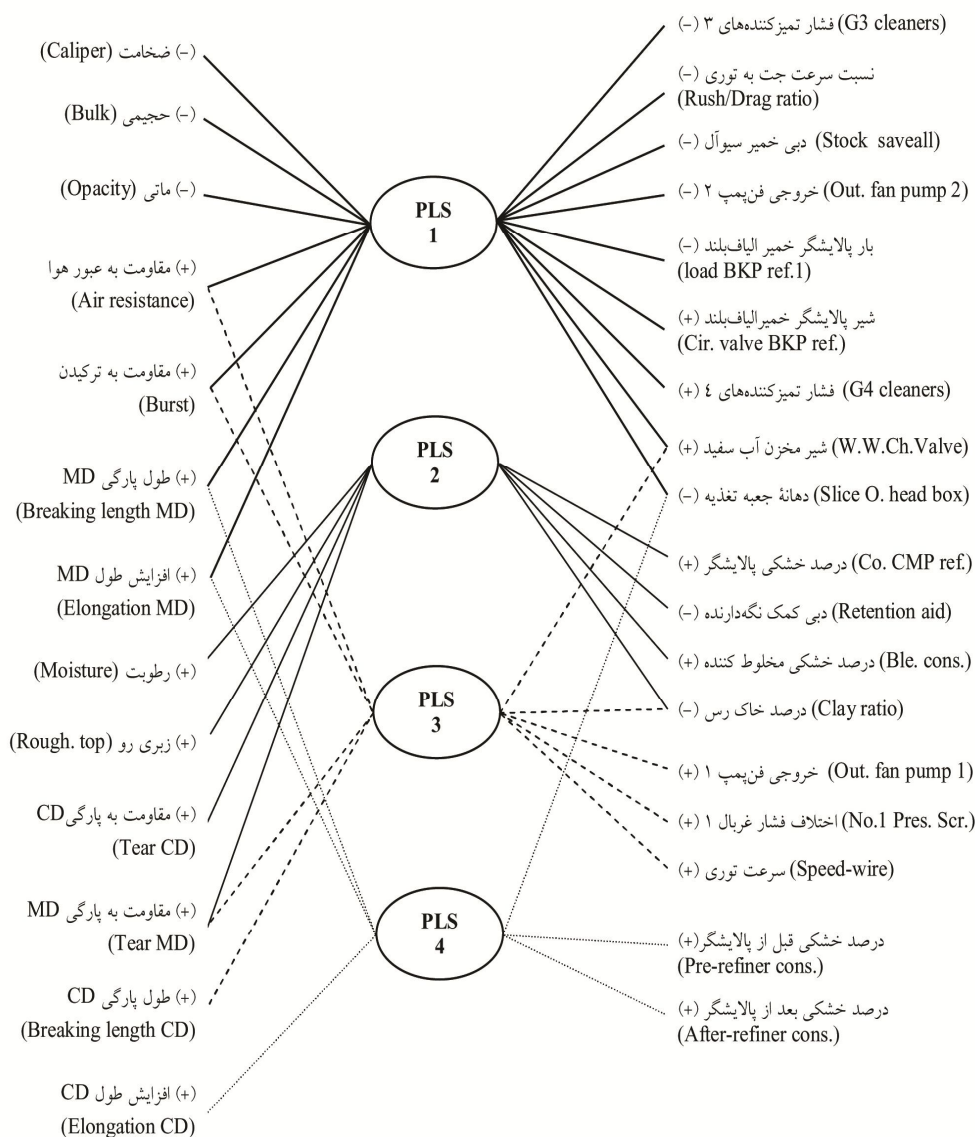 (−) ضخامت (Caliper)
(−) حجیمی (Bulk)
(−) ماتی (Opacity)
(+) مقاومت به عبور هوا
(Air resistance)
(+) مقاومت به ترکیدن
(Burst)
(+) طول پارگی MD
(Breaking length MD)
(+) افزایش طول MD
(Elongation MD)
(+) رطوبت (Moisture)
(+) زبری رو (Rough. top)
(+) مقاومت به پارگی CD
(Tear CD)
(+) مقاومت به پارگی MD
(Tear MD)
(+) طول پارگی CD
(Breaking length CD)
(+) افزایش طول CD
(Elongation CD)
PLS
1
PLS
2
PLS
3
PLS
4
(−) فشار تمیزکننده‌های ۳ (G3 cleaners)
(−) نسبت سرعت جت به توری
(Rush/Drag ratio)
(−) دبی خمیر سیوآل (Stock saveall)
(−) خروجی فن‌پمپ ۲ (Out. fan pump 2)
(−) بار پالایشگر خمیر الیاف‌بلند
(load BKP ref.1)
(+) شیر پالایشگر خمیرالیاف‌بلند
(Cir. valve BKP ref.)
(+) فشار تمیزکننده‌های ٤ (G4 cleaners)
(+) شیر مخزن آب سفید (W.W.Ch.Valve)
(−) دهانهٔ جعبه تغذیه (Slice O. head box)
(+) درصد خشکی پالایشگر (Co. CMP ref.)
(−) دبی کمک نگه‌دارنده (Retention aid)
(+) درصد خشکی مخلوط کننده (Ble. cons.)
(−) درصد خاک رس (Clay ratio)
(+) خروجی فن‌پمپ ۱ (Out. fan pump 1)
(+) اختلاف فشار غربال ۱ (No.1 Pres. Scr.)
(+) سرعت توری (Speed-wire)
(+) درصد خشکی قبل از پالایشگر
(Pre-refiner cons.)
(+) درصد خشکی بعد از پالایشگر
(After-refiner cons.)